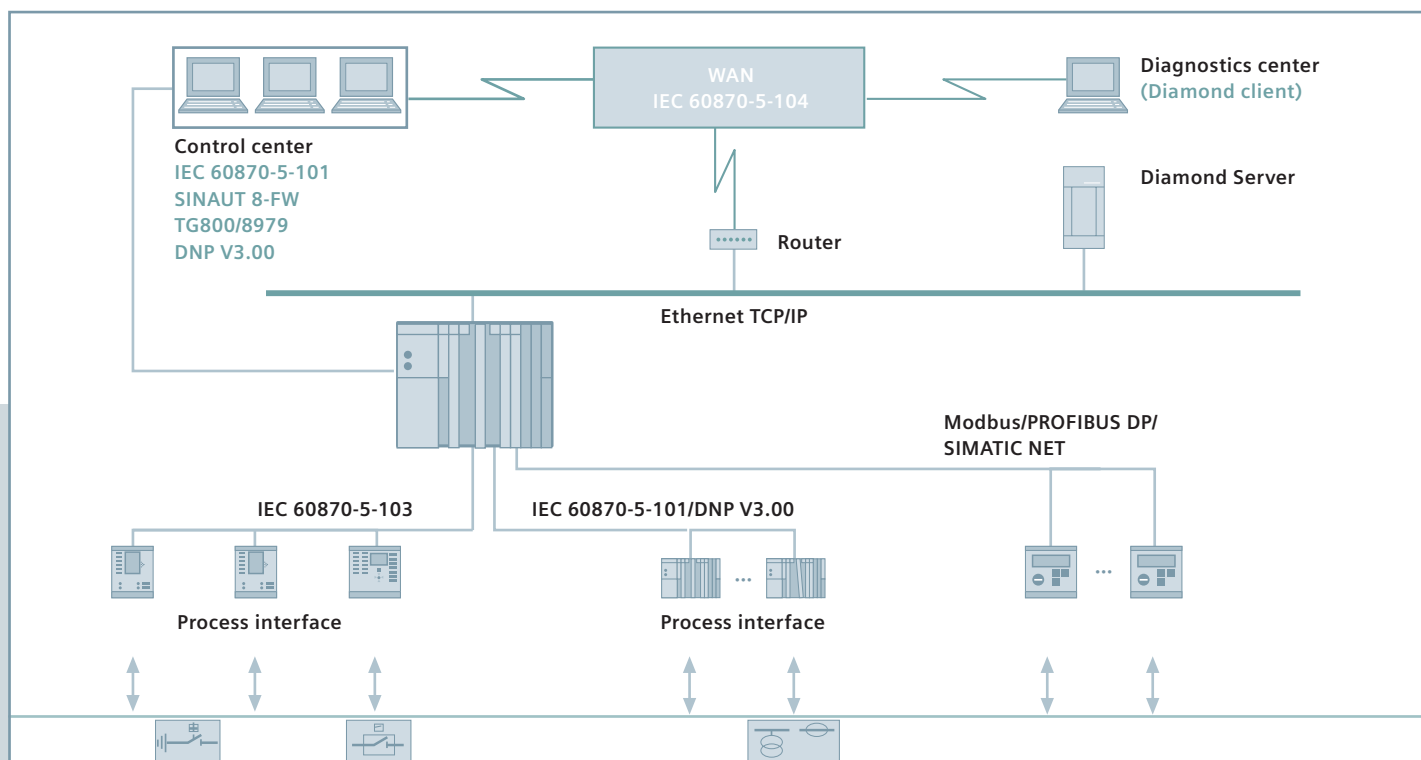 WAN
IEC 60870-5-104
Diagnostics center
(Diamond client)
Control center
IEC 60870-5-101
SINAUT 8-FW
TG800/8979
DNP V3.00
Diamond Server
Router
Ethernet TCP/IP
Modbus/PROFIBUS DP/
SIMATIC NET
IEC 60870-5-103
IEC 60870-5-101/DNP V3.00
...
...
Process interface
Process interface